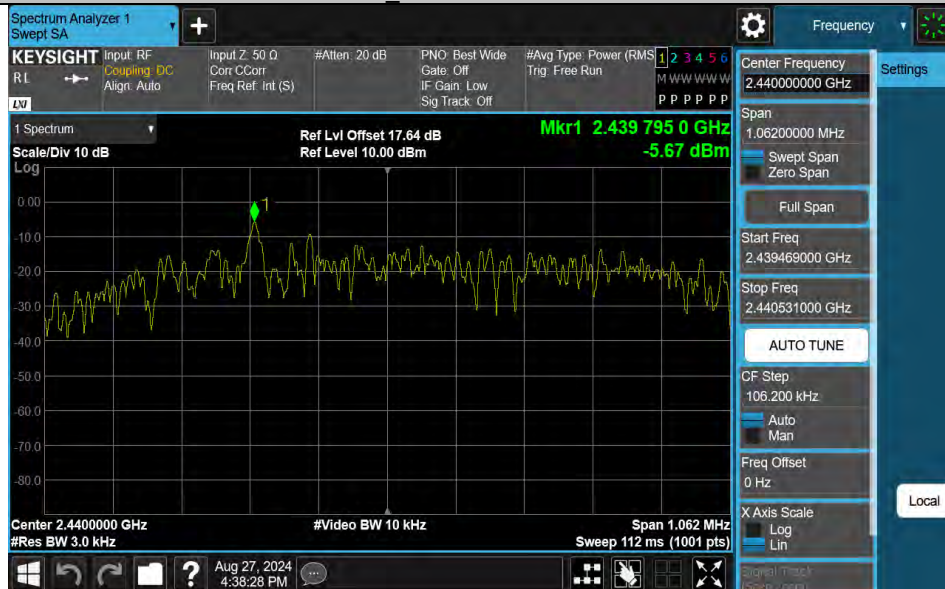 Spectrum Analyzer 1
Swept SA
+
Frequency
KEYSIGHT
RL
LXI
Input: RF
Coupling: DC
Align: Auto
Input Z: 50 Ω
Corr CCorr
Freq Ref: Int (S)
#Atten: 20 dB
PNO: Best Wide
Gate: Off
IF Gain: Low
Sig Track: Off
#Avg Type: Power (RMS
Trig: Free Run
1 2 3 4 5 6
M W W W W W
P P P P P P
1 Spectrum
Scale/Div 10 dB
Log
Ref Lvl Offset 17.64 dB
Ref Level 10.00 dBm
Mkr1 2.439 795 0 GHz
-5.67 dBm
1
0.00
-10.0
-20.0
-30.0
-40.0
-50.0
-60.0
-70.0
-80.0
Center 2.4400000 GHz
#Res BW 3.0 kHz
#Video BW 10 kHz
Span 1.062 MHz
Sweep 112 ms (1001 pts)
Center Frequency
2.440000000 GHz
Span
1.06200000 MHz
Swept Span
Zero Span
Full Span
Start Freq
2.439469000 GHz
Stop Freq
2.440531000 GHz
AUTO TUNE
CF Step
106.200 kHz
Auto
Man
Freq Offset
0 Hz
X Axis Scale
Log
Lin
Signal Track
(Span Zoom)
Settings
Local
?
Aug 27, 2024
4:38:28 PM